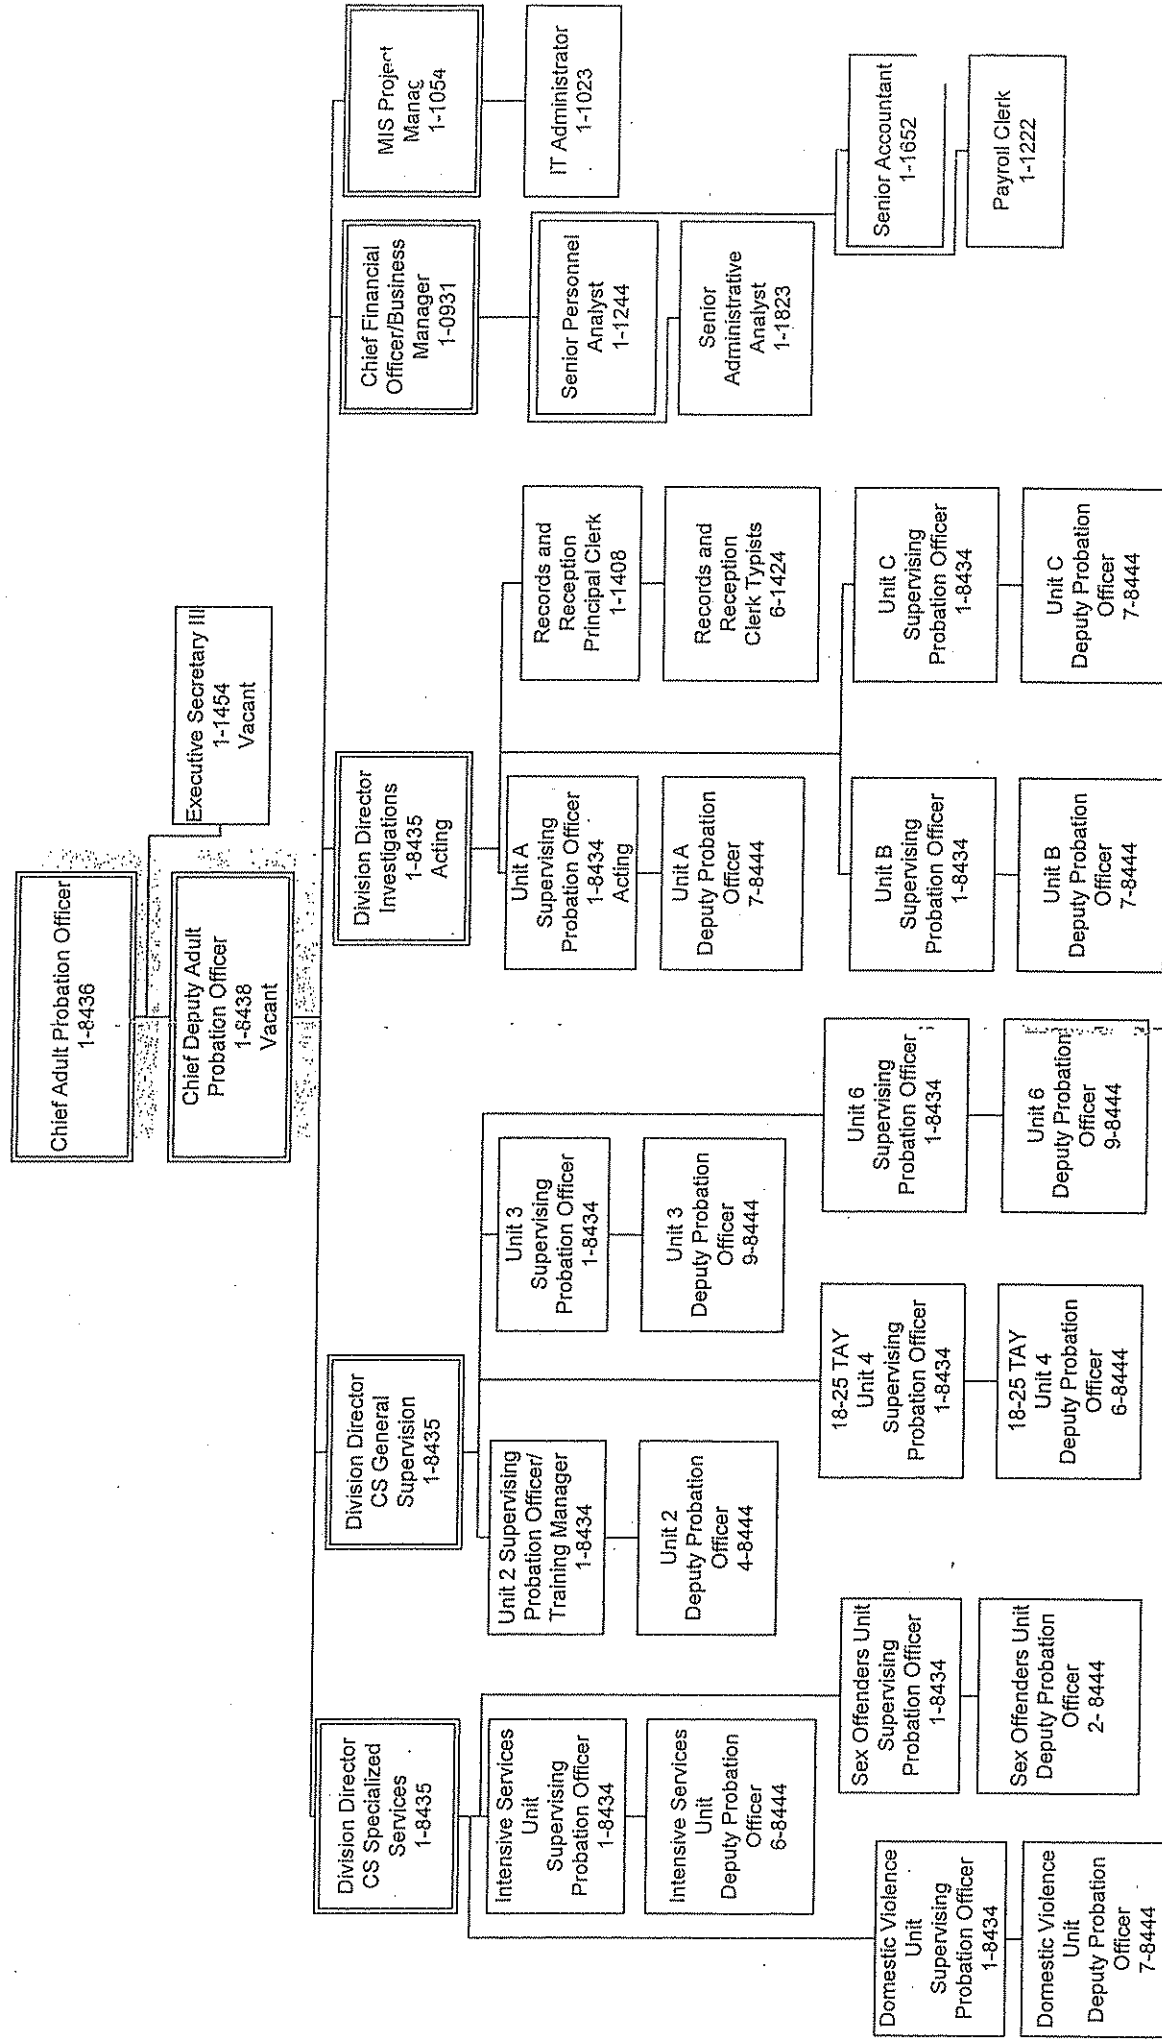 Chief Adult Probation Officer
1-8436
Executive Secretary III
1-1454
Vacant
Chief Deputy Adult
Probation Officer
1-8438
Vacant
Division Director
CS Specialized
Services
1-8435
Division Director
CS General
Supervision
1-8435
Division Director
Investigations
1-8435
Acting
Chief Financial
Officer/Business
Manager
1-0931
MIS Project
Manag
1-1054
Intensive Services
Unit
Supervising
Probation Officer
1-8434
Unit 2 Supervising
Probation Officer/
Training Manager
1-8434
Unit 3
Supervising
Probation Officer
1-8434
Unit A
Supervising
Probation Officer
1-8434
Acting
Records and
Reception
Principal Clerk
1-1408
Senior Personnel
Analyst
1-1244
IT Administrator
1-1023
Intensive Services
Unit
Deputy Probation
Officer
6-8444
Unit 2
Deputy Probation
Officer
4-8444
Unit 3
Deputy Probation
Officer
9-8444
Unit A
Deputy Probation
Officer
7-8444
Records and
Reception
Clerk Typists
6-1424
Senior
Administrative
Analyst
1-1823
Domestic Violence
Unit
Supervising
Probation Officer
1-8434
Sex Offenders Unit
Supervising
Probation Officer
1-8434
18-25 TAY
Unit 4
Supervising
Probation Officer
1-8434
Unit 6
Supervising
Probation Officer
1-8434
Unit B
Supervising
Probation Officer
1-8434
Unit C
Supervising
Probation Officer
1-8434
Senior Accountant
1-1652
Domestic Violence
Unit
Deputy Probation
Officer
7-8444
Sex Offenders Unit
Deputy Probation
Officer
2- 8444
18-25 TAY
Unit 4
Deputy Probation
Officer
6-8444
Unit 6
Deputy Probation
Officer
9-8444
Unit B
Deputy Probation
Officer
7-8444
Unit C
Deputy Probation
Officer
7-8444
Payroll Clerk
1-1222